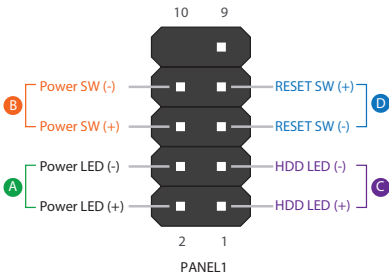 10 9
Power SW (-) RESET SW (+)
B D
Power SW (+) RESET SW (-)
Power LED (-) HDD LED (-)
A C
Power LED (+) HDD LED (+)
2 1
PANEL1